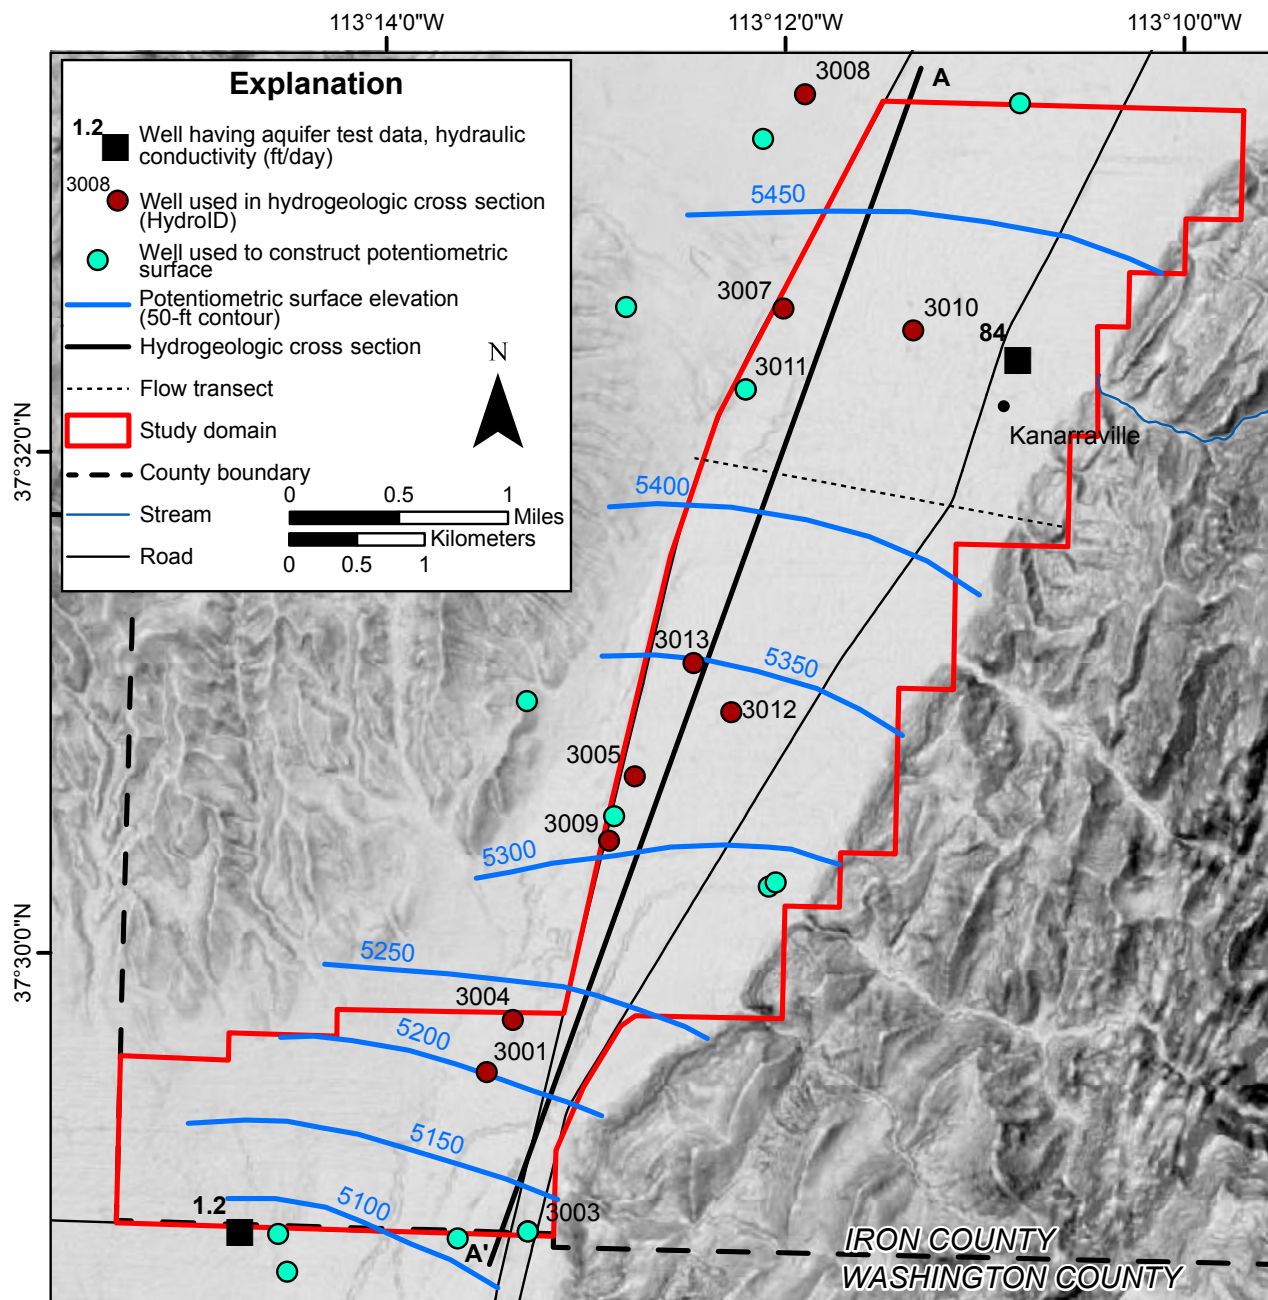 113°14'0"W
113°12'0"W
113°10'0"W
Explanation
1.2
Well having aquifer test data, hydraulic
conductivity (ft/day)
3008
Well used in hydrogeologic cross section
(HydroID)
Well used to construct potentiometric
surface
Potentiometric surface elevation
(50-ft contour)
Hydrogeologic cross section
Flow transect
Study domain
County boundary
Stream
Road
N
0 0.5 1
Miles
Kilometers
0 0.5 1
3008
A
5450
3007
3010
84
3011
Kanarraville
37°32'0"N
5400
3013
5350
3012
3005
3009
5300
37°30'0"N
5250
3004
5200
3001
5150
5100
1.2
3003
A'
IRON COUNTY
WASHINGTON COUNTY